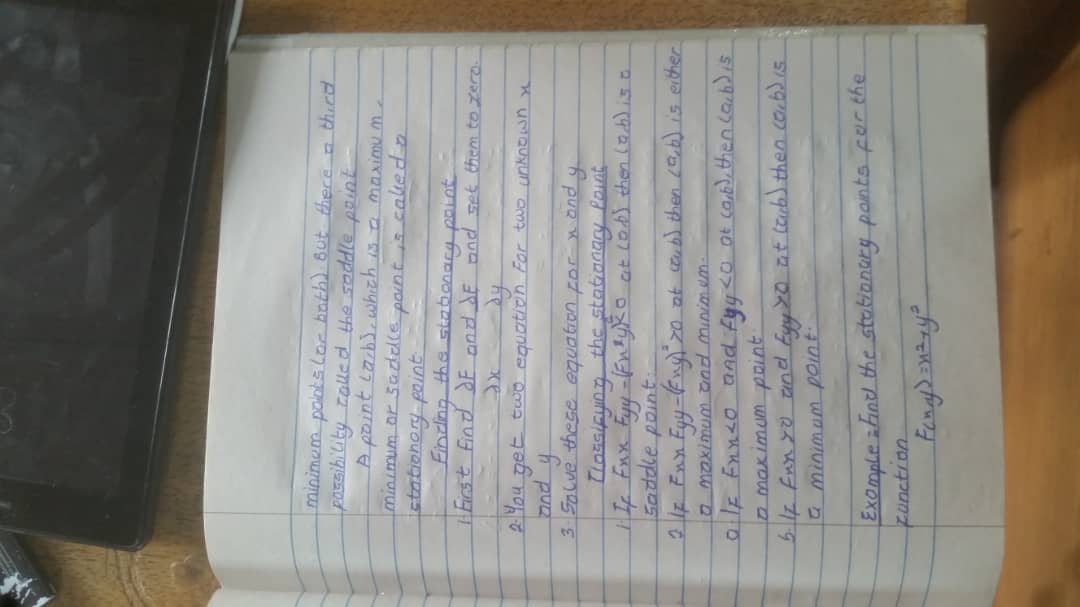 minimum points (or both). But there a third
possibility called the saddle point
A point (a,b), which is a maximum,
minimum or saddle point is called a
stationary point.
Finding the stationary point
1. First find ∂F and ∂F and set them to zero.
∂x ∂y
2. You get two equation for two unknown x
and y
3. Solve these equation for x and y
Classifying the stationary Point
1. If Fxx Fyy - (Fxy)² < 0 at (a,b) then (a,b) is a
saddle point.
2. If Fxx Fyy - (Fxy)² > 0 at (a,b) then (a,b) is either
a maximum and minimum.
a. If Fxx < 0 and Fyy < 0 at (a,b), then (a,b) is
a maximum point.
b. If Fxx > 0 and Fyy > 0 at (a,b) then (a,b) is
a minimum point.
Example: Find the stationary points for the
function
F(x,y) = x² + y²